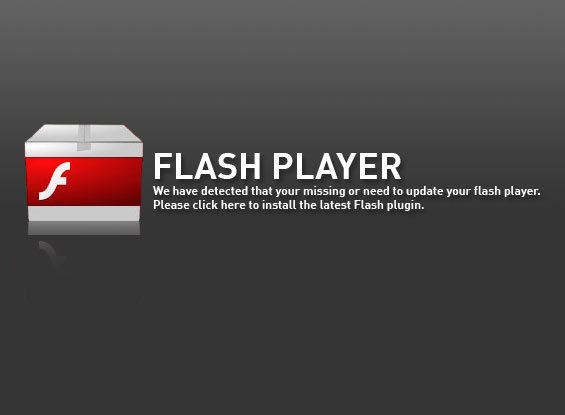 FLASH PLAYER
We have detected that your missing or need to update your flash player.
Please click here to install the latest Flash plugin.